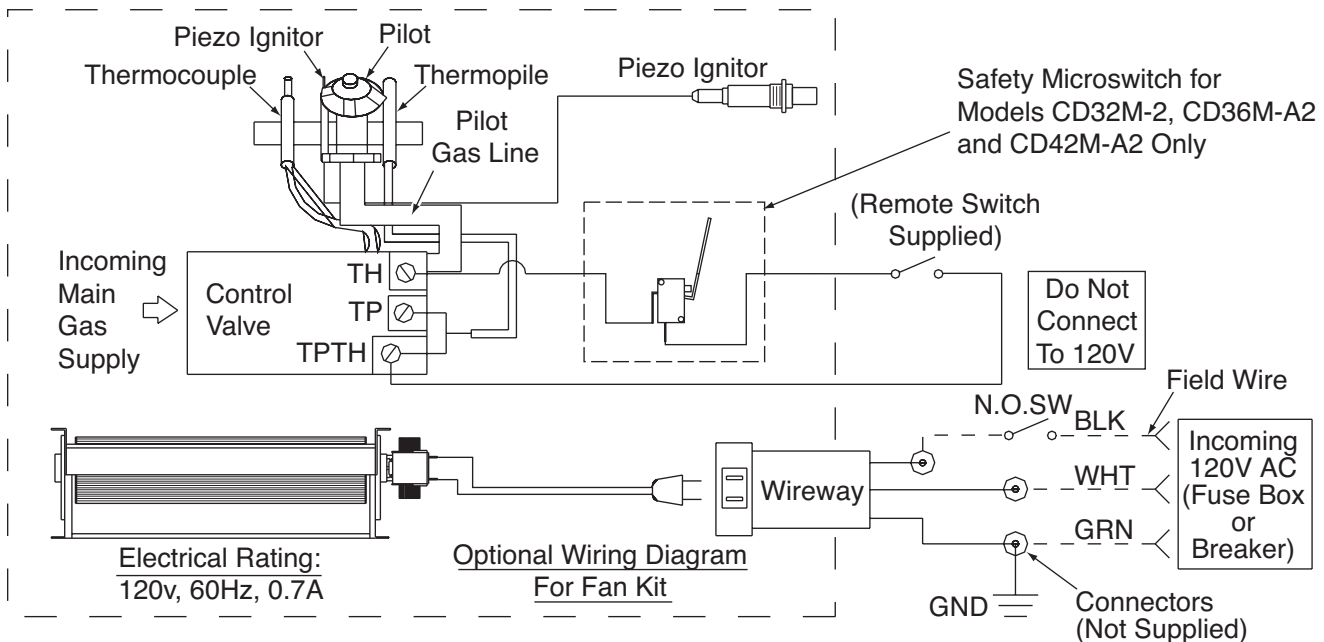 Piezo Ignitor
Pilot
Thermocouple
Thermopile
Pilot
Gas Line
Piezo Ignitor
Safety Microswitch for
Models CD32M-2, CD36M-A2
and CD42M-A2 Only
(Remote Switch
Supplied)
Incoming
Main
Gas
Supply
Control
Valve
TH
TP
TPTH
Do Not
Connect
To 120V
Field Wire
N.O.SW
BLK
WHT
GRN
Incoming
120V AC
(Fuse Box
or
Breaker)
Wireway
Electrical Rating:
120v, 60Hz, 0.7A
Optional Wiring Diagram
For Fan Kit
GND
Connectors
(Not Supplied)